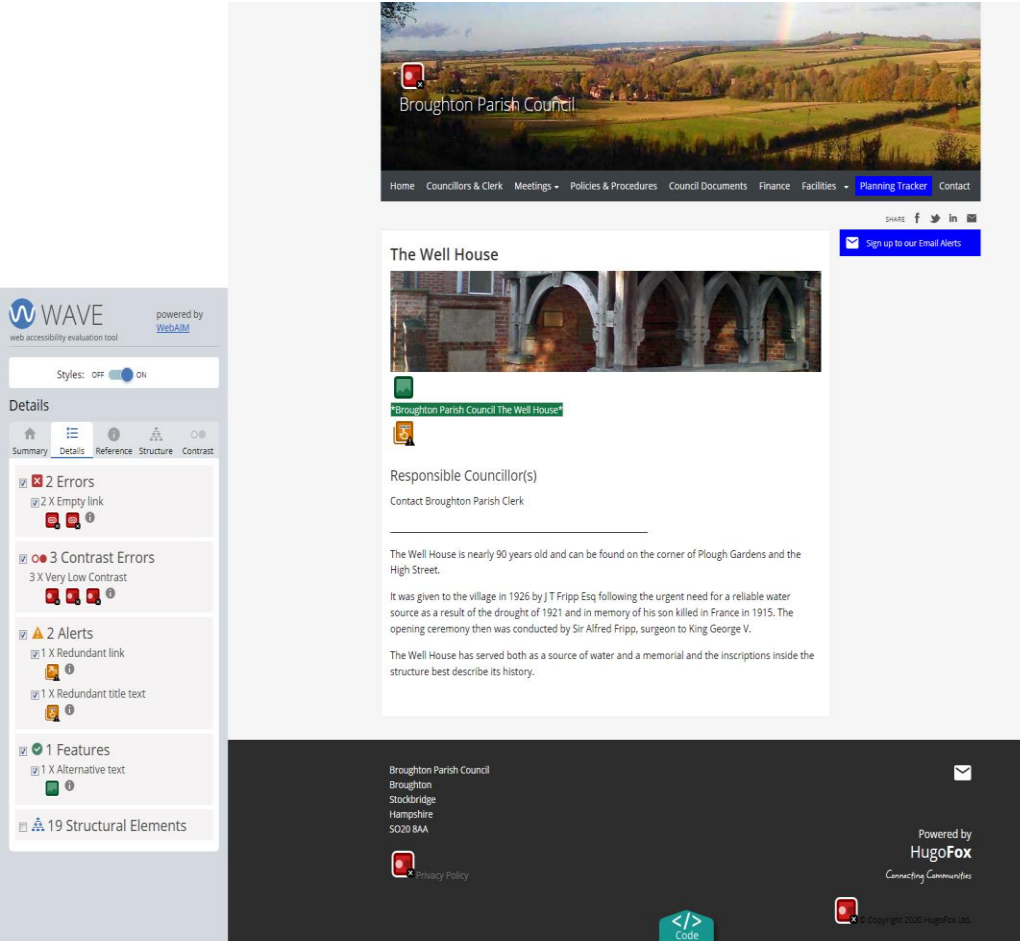 Broughton Parish Council
Home Councillors & Clerk Meetings Policies & Procedures Council Documents Finance Facilities Planning Tracker Contact
SHARE
Sign up to our Email Alerts
The Well House
*Broughton Parish Council The Well House*
Responsible Councillor(s)
Contact Broughton Parish Clerk
The Well House is nearly 90 years old and can be found on the corner of Plough Gardens and the
High Street.
It was given to the village in 1926 by J T Fripp Esq following the urgent need for a reliable water
source as a result of the drought of 1921 and in memory of his son killed in France in 1915. The
opening ceremony then was conducted by Sir Alfred Fripp, surgeon to King George V.
The Well House has served both as a source of water and a memorial and the inscriptions inside the
structure best describe its history.
WAVE
web accessibility evaluation tool
powered by
WebAIM
Styles: OFF ON
Details
Summary Details Reference Structure Contrast
2 Errors
2 X Empty link
3 Contrast Errors
3 X Very Low Contrast
2 Alerts
1 X Redundant link
1 X Redundant title text
1 Features
1 X Alternative text
19 Structural Elements
Broughton Parish Council
Broughton
Stockbridge
Hampshire
SO20 8AA
Privacy Policy
Powered by
HugoFox
Connecting Communities
© Copyright 2020 HugoFox Ltd.
</>
Code